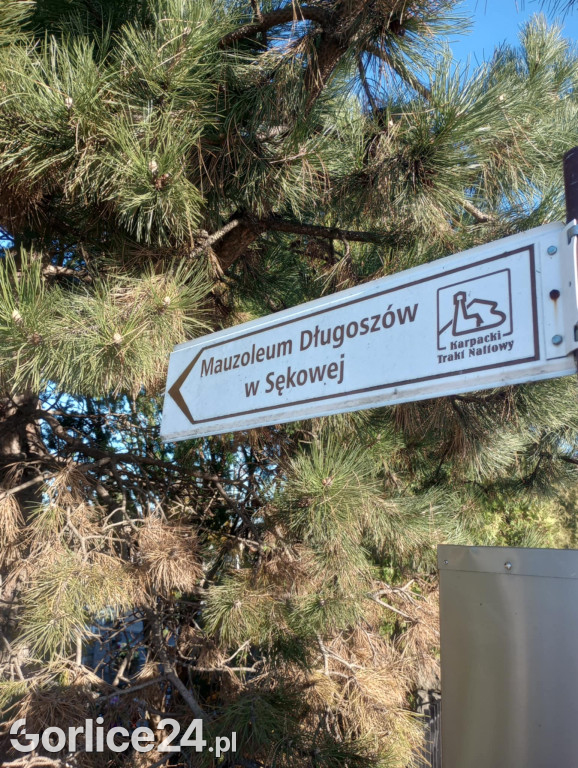 Mauzoleum Długoszów
w Sękowej
Karpacki
Trakt Naftowy
Gorlice24.pl